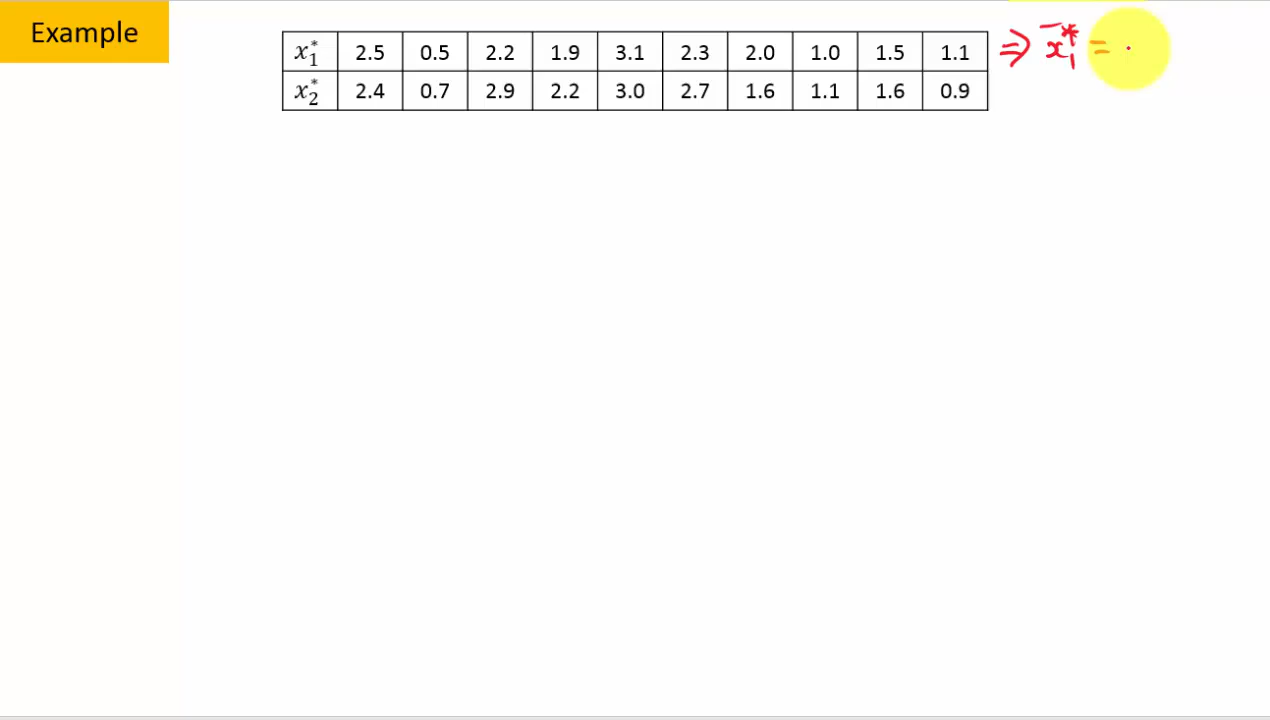 Example
x₁* 2.5 0.5 2.2 1.9 3.1 2.3 2.0 1.0 1.5 1.1 ⇒ x̄₁* =
x₂* 2.4 0.7 2.9 2.2 3.0 2.7 1.6 1.1 1.6 0.9